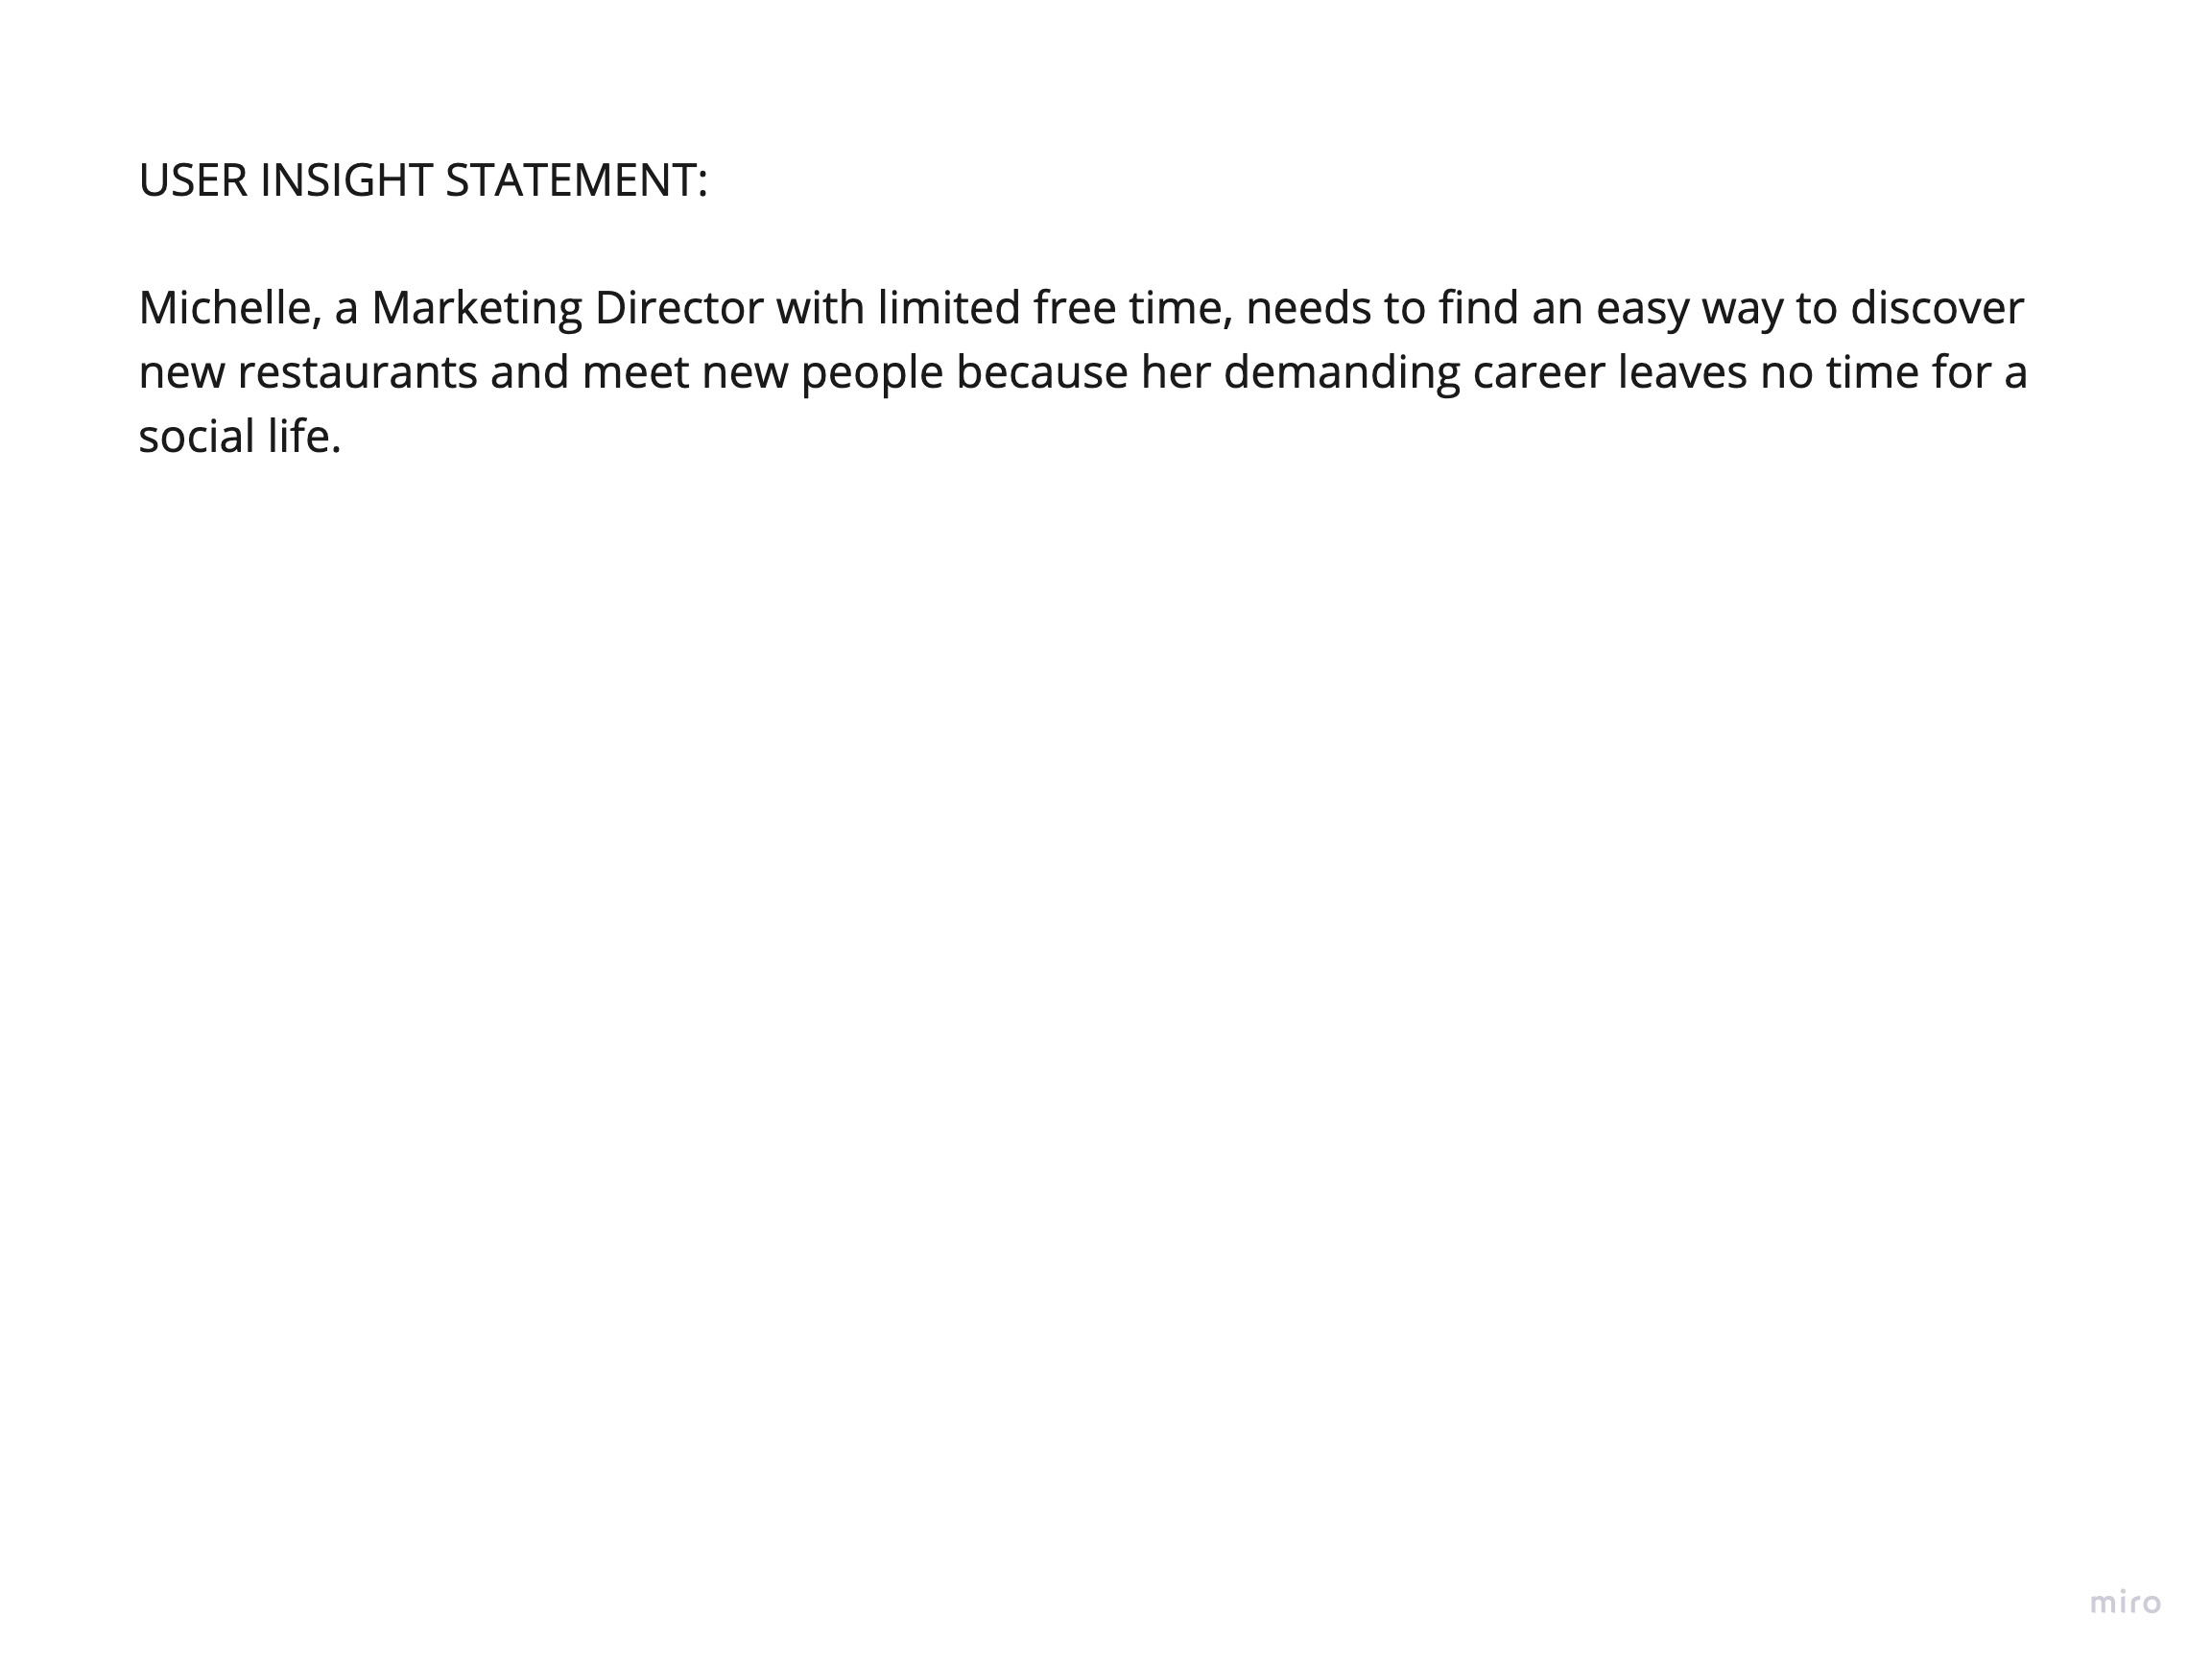 USER INSIGHT STATEMENT:
Michelle, a Marketing Director with limited free time, needs to find an easy way to discover
new restaurants and meet new people because her demanding career leaves no time for a
social life.
miro